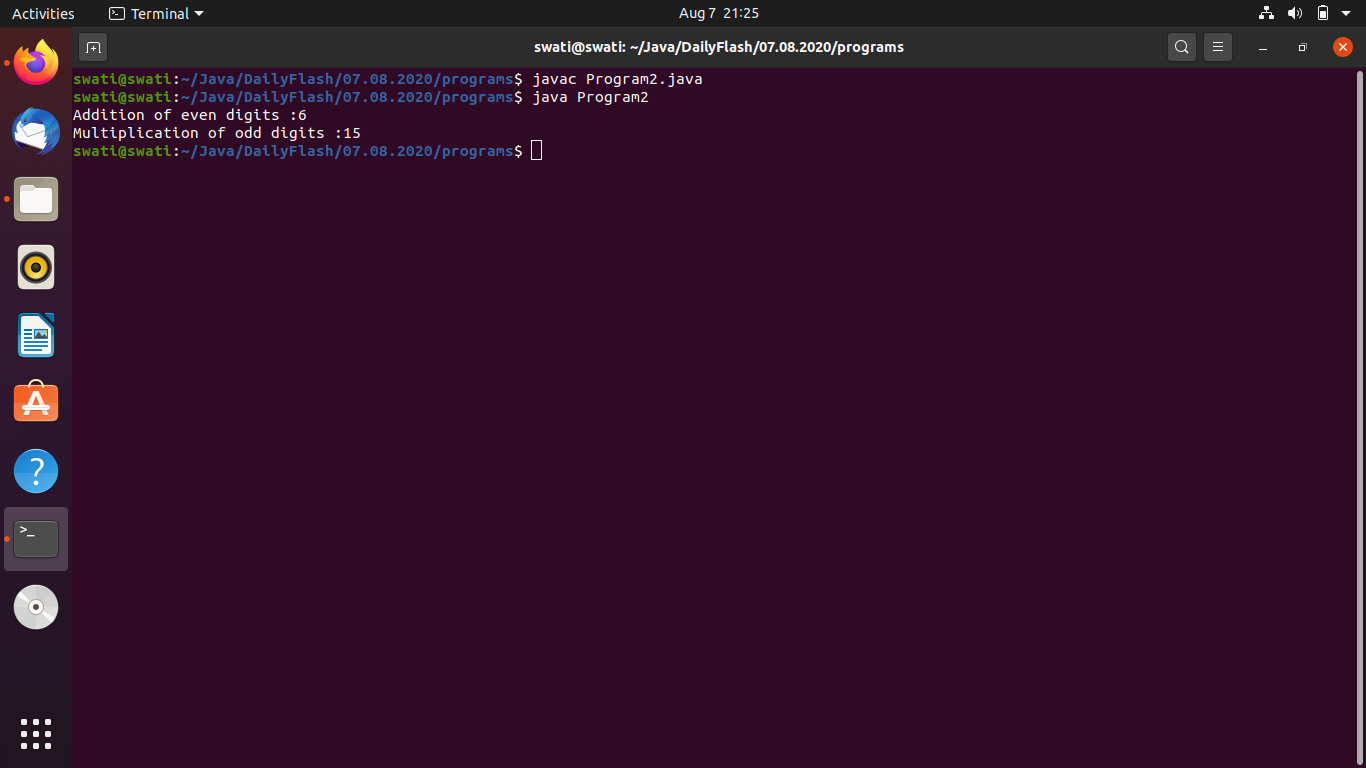 Activities
Terminal
Aug 7 21:25
swati@swati: ~/Java/DailyFlash/07.08.2020/programs
swati@swati:~/Java/DailyFlash/07.08.2020/programs$ javac Program2.java
swati@swati:~/Java/DailyFlash/07.08.2020/programs$ java Program2
Addition of even digits :6
Multiplication of odd digits :15
swati@swati:~/Java/DailyFlash/07.08.2020/programs$